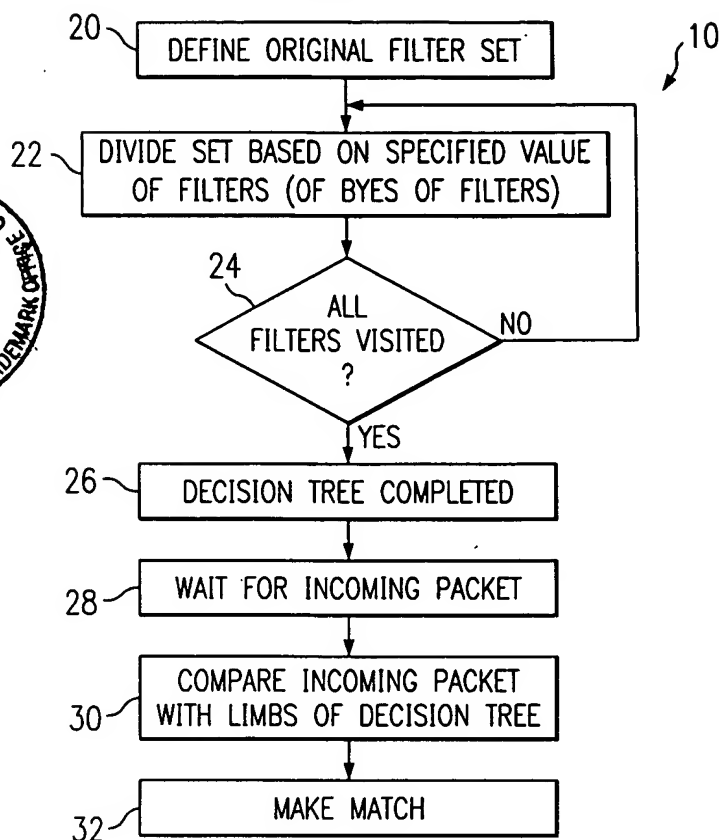 20
DEFINE ORIGINAL FILTER SET
10
22
DIVIDE SET BASED ON SPECIFIED VALUE
OF FILTERS (OF BYES OF FILTERS)
24
ALL
FILTERS VISITED
?
NO
YES
26
DECISION TREE COMPLETED
28
WAIT FOR INCOMING PACKET
30
COMPARE INCOMING PACKET
WITH LIMBS OF DECISION TREE
32
MAKE MATCH